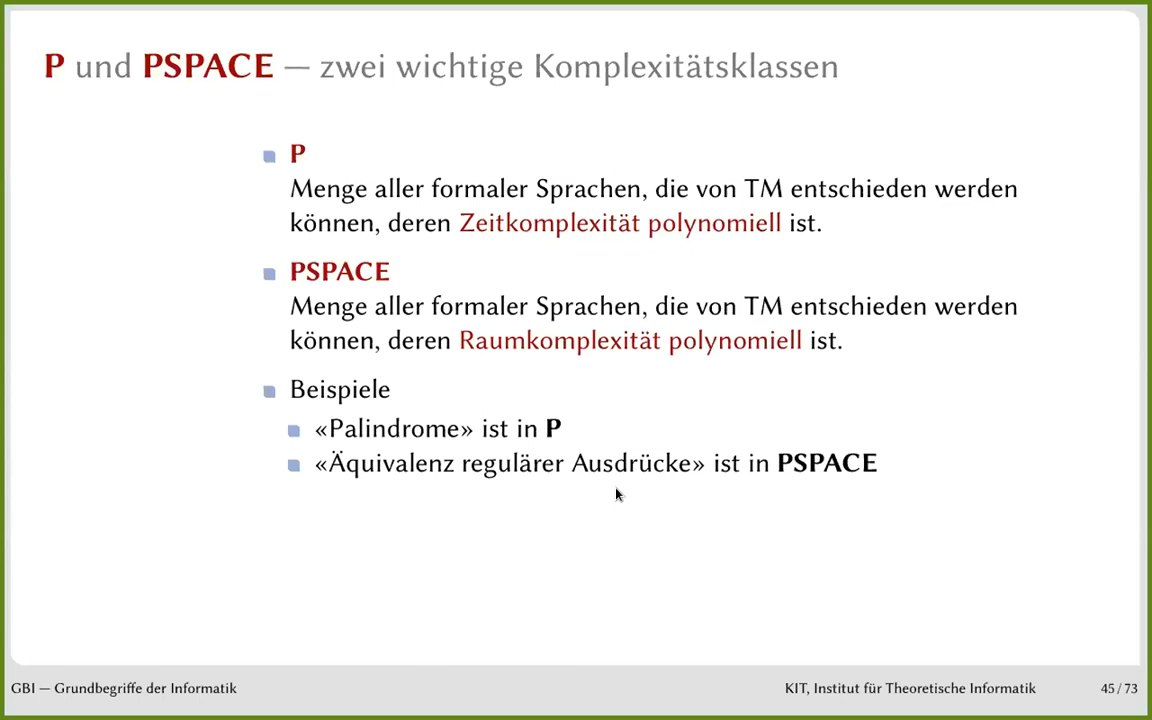 P und PSPACE — zwei wichtige Komplexitätsklassen
P
Menge aller formaler Sprachen, die von TM entschieden werden
können, deren Zeitkomplexität polynomiell ist.
PSPACE
Menge aller formaler Sprachen, die von TM entschieden werden
können, deren Raumkomplexität polynomiell ist.
Beispiele
«Palindrome» ist in P
«Äquivalenz regulärer Ausdrücke» ist in PSPACE
GBI — Grundbegriffe der Informatik
KIT, Institut für Theoretische Informatik
45 / 73